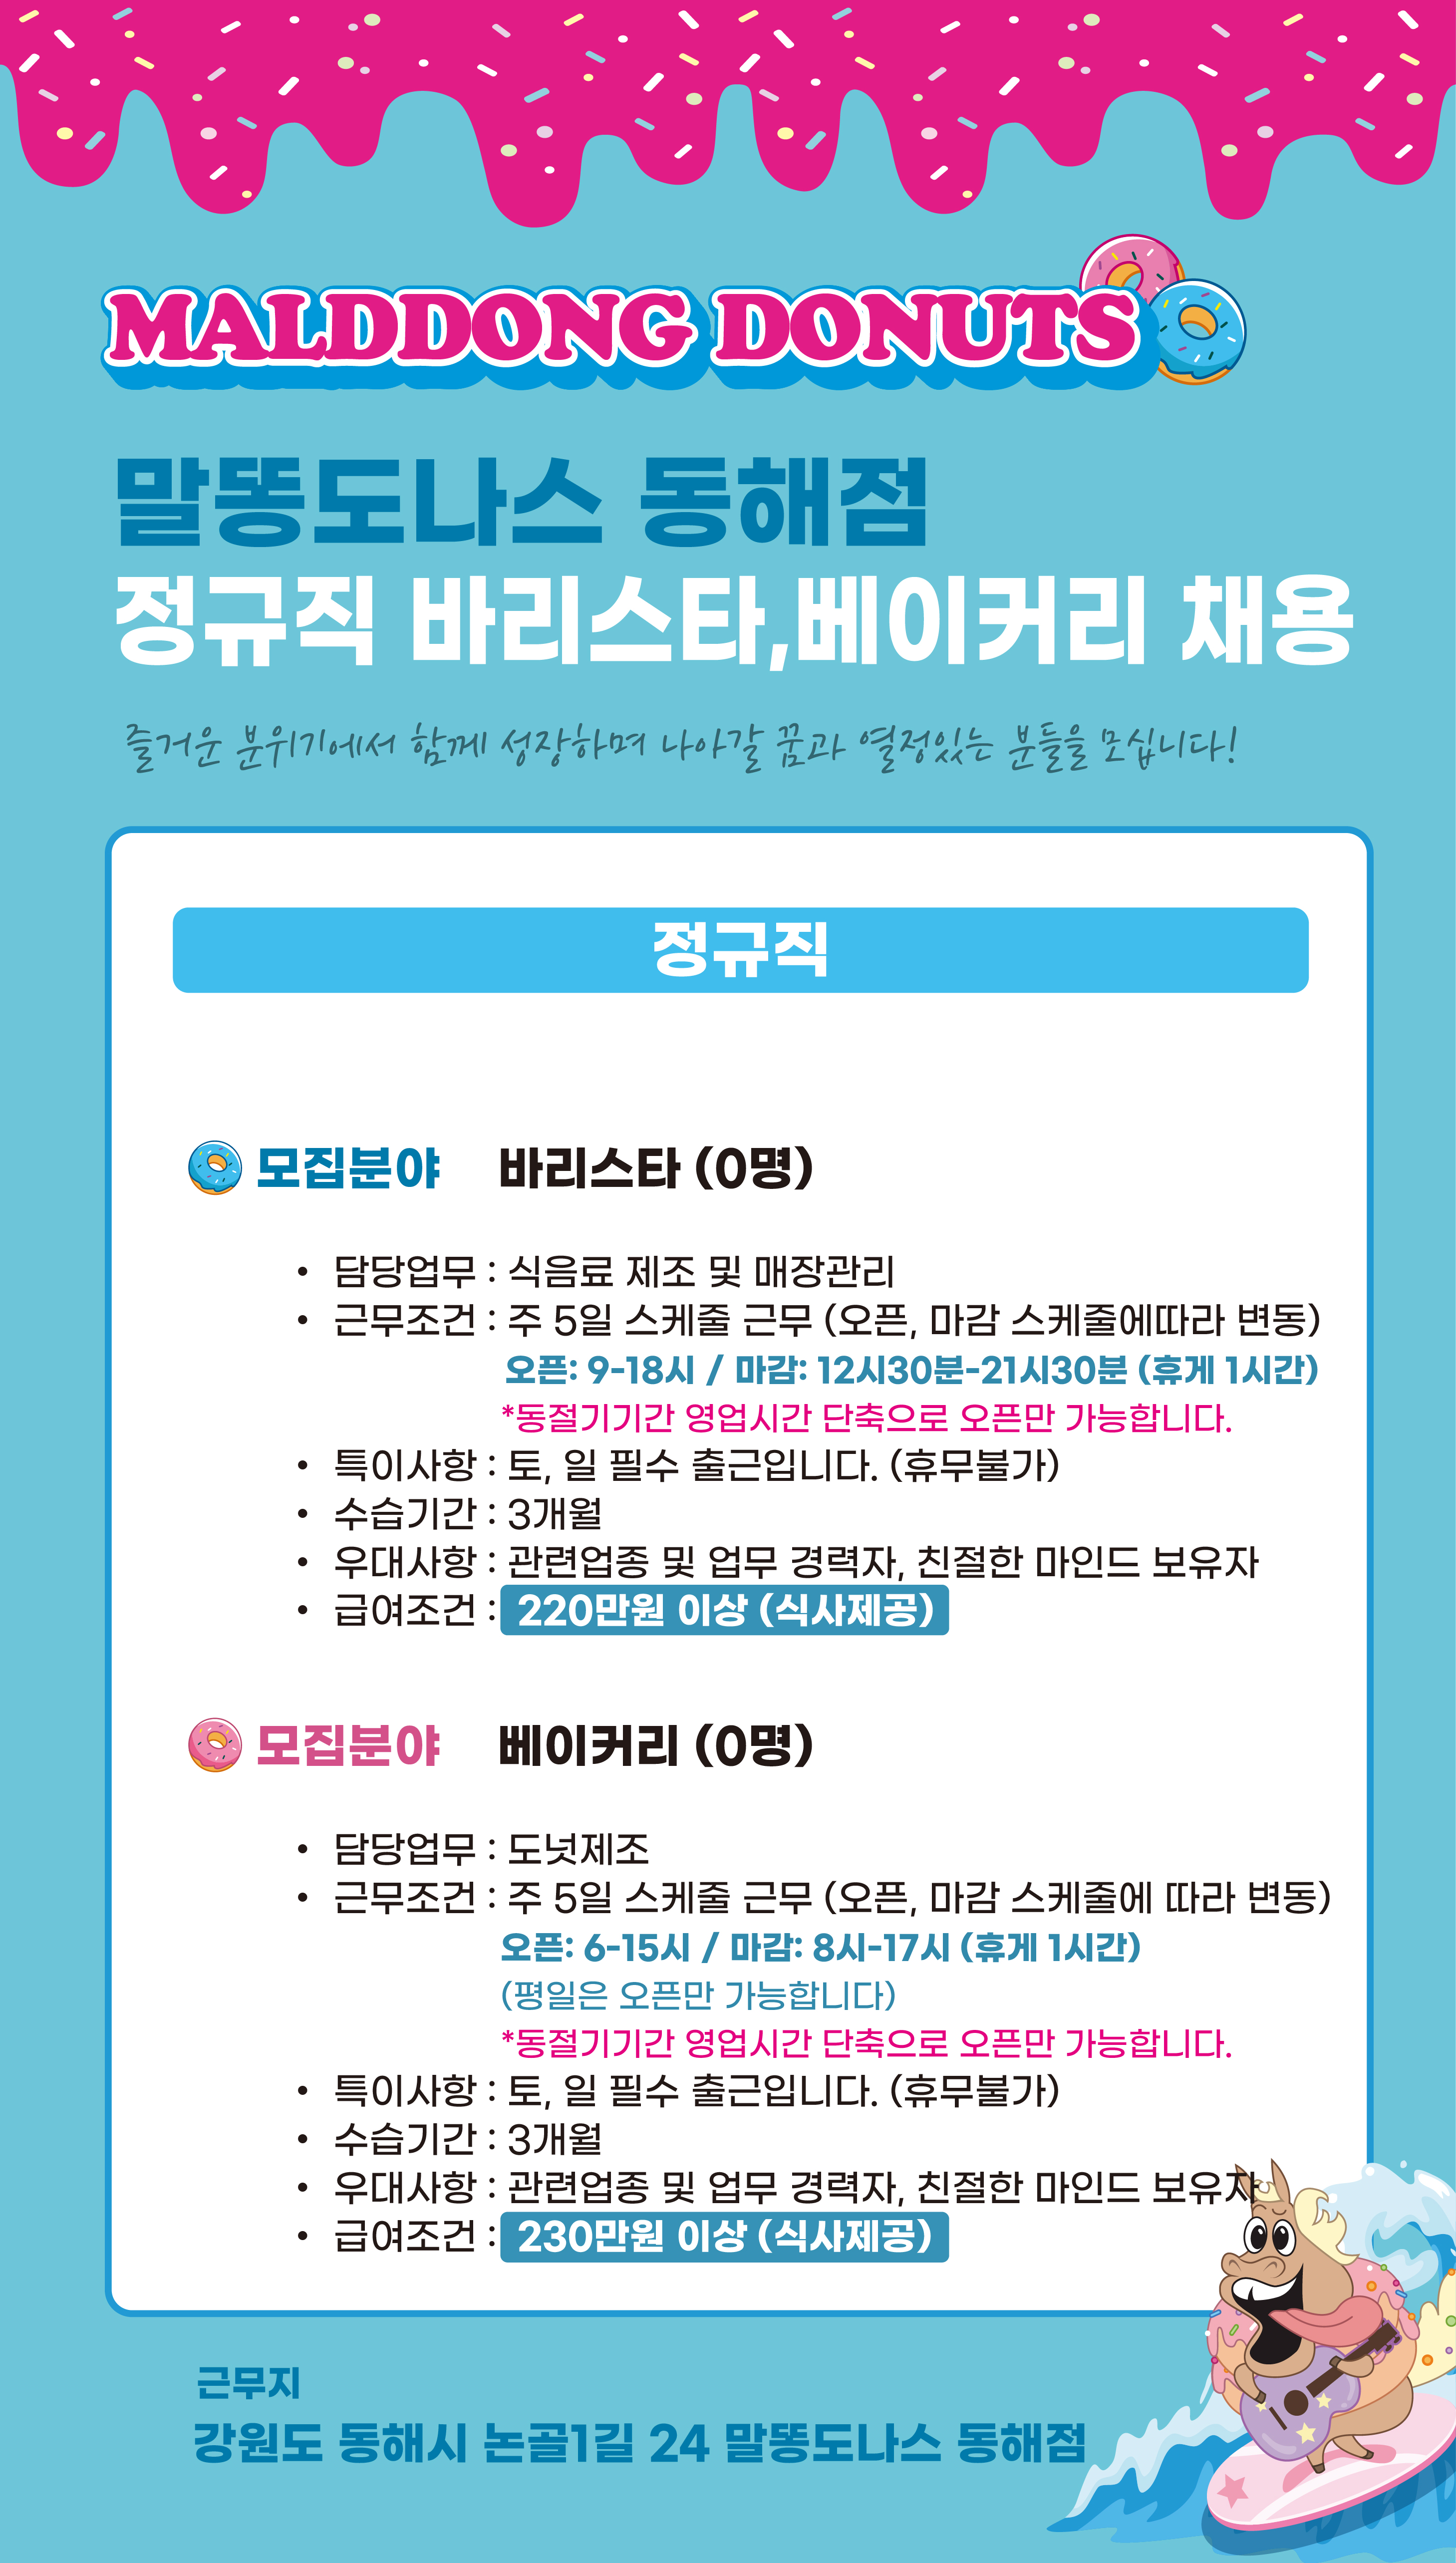 MALDDONG DONUTS
말똥도나스 동해점
정규직 바리스타,베이커리 채용
즐거운 분위기에서 함께 성장하며 나아갈 꿈과 열정있는 분들을 모십니다!
정규직
모집분야 바리스타 (0명)
• 담당업무 : 식음료 제조 및 매장관리
• 근무조건 : 주 5일 스케줄 근무 (오픈, 마감 스케줄에따라 변동)
오픈: 9-18시 / 마감: 12시30분-21시30분 (휴게 1시간)
*동절기기간 영업시간 단축으로 오픈만 가능합니다.
• 특이사항 : 토, 일 필수 출근입니다. (휴무불가)
• 수습기간 : 3개월
• 우대사항 : 관련업종 및 업무 경력자, 친절한 마인드 보유자
• 급여조건 : 220만원 이상 (식사제공)
모집분야 베이커리 (0명)
• 담당업무 : 도넛제조
• 근무조건 : 주 5일 스케줄 근무 (오픈, 마감 스케줄에 따라 변동)
오픈: 6-15시 / 마감: 8시-17시 (휴게 1시간)
(평일은 오픈만 가능합니다)
*동절기기간 영업시간 단축으로 오픈만 가능합니다.
• 특이사항 : 토, 일 필수 출근입니다. (휴무불가)
• 수습기간 : 3개월
• 우대사항 : 관련업종 및 업무 경력자, 친절한 마인드 보유자
• 급여조건 : 230만원 이상 (식사제공)
근무지
강원도 동해시 논골1길 24 말똥도나스 동해점